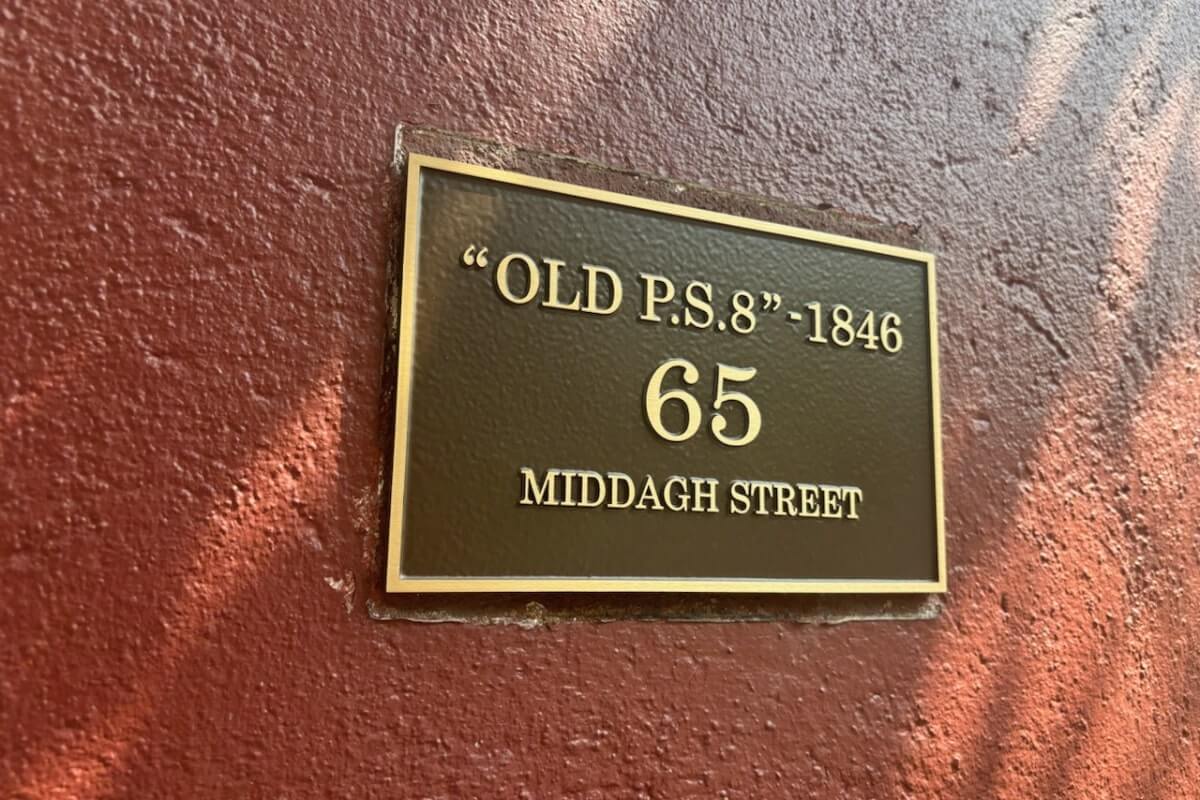 “OLD P.S.8”-1846
65
MIDDAGH STREET